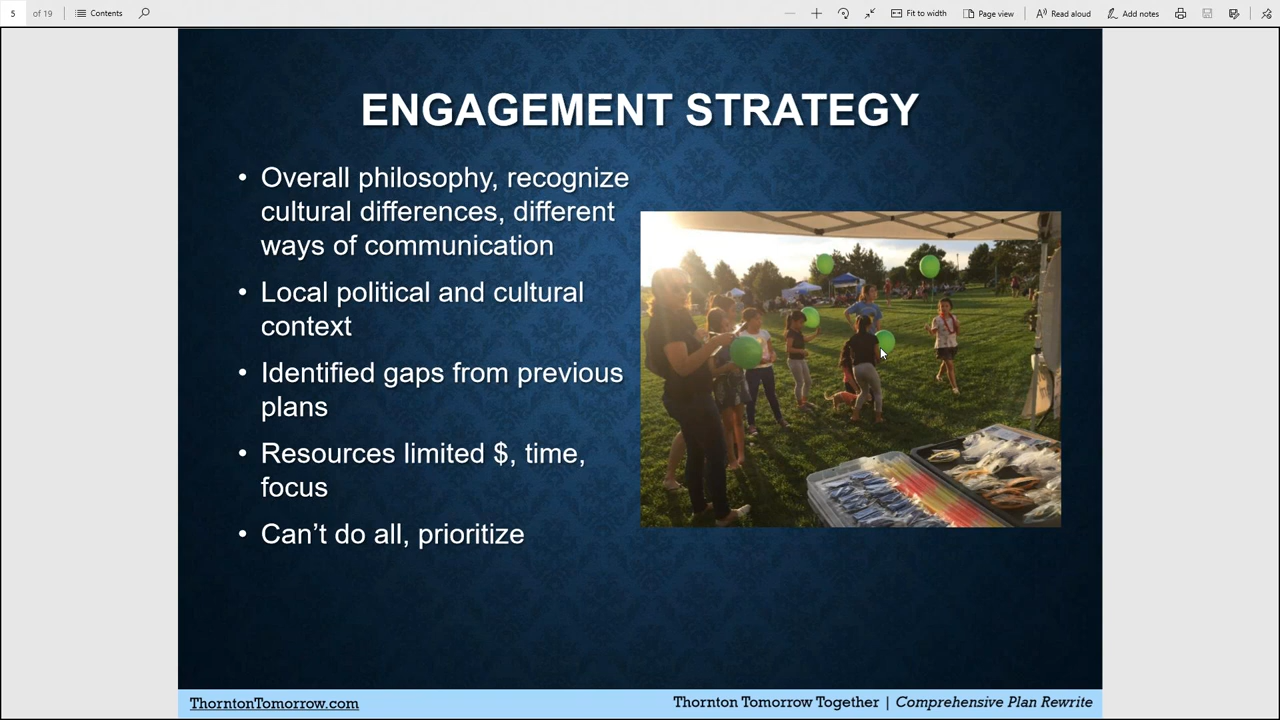 5 of 19 Contents Fit to width Page view Read aloud Add notes
ENGAGEMENT STRATEGY
• Overall philosophy, recognize
cultural differences, different
ways of communication
• Local political and cultural
context
• Identified gaps from previous
plans
• Resources limited $, time,
focus
• Can’t do all, prioritize
ThorntonTomorrow.com Thornton Tomorrow Together | Comprehensive Plan Rewrite